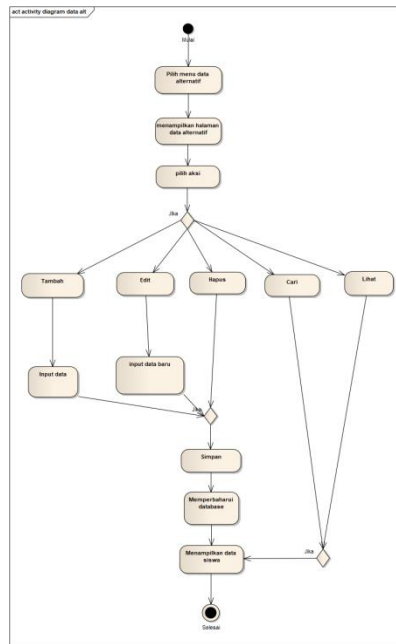 act activity diagram data alt
Mulai
Pilih menu data
alternatif
menampilkan halaman
data alternatif
pilih aksi
Jika
Tambah
Edit
Hapus
Cari
Lihat
Input data
input data baru
Jika
Simpan
Memperbaharui
database
Menampilkan data
siswa
Jika
Selesai